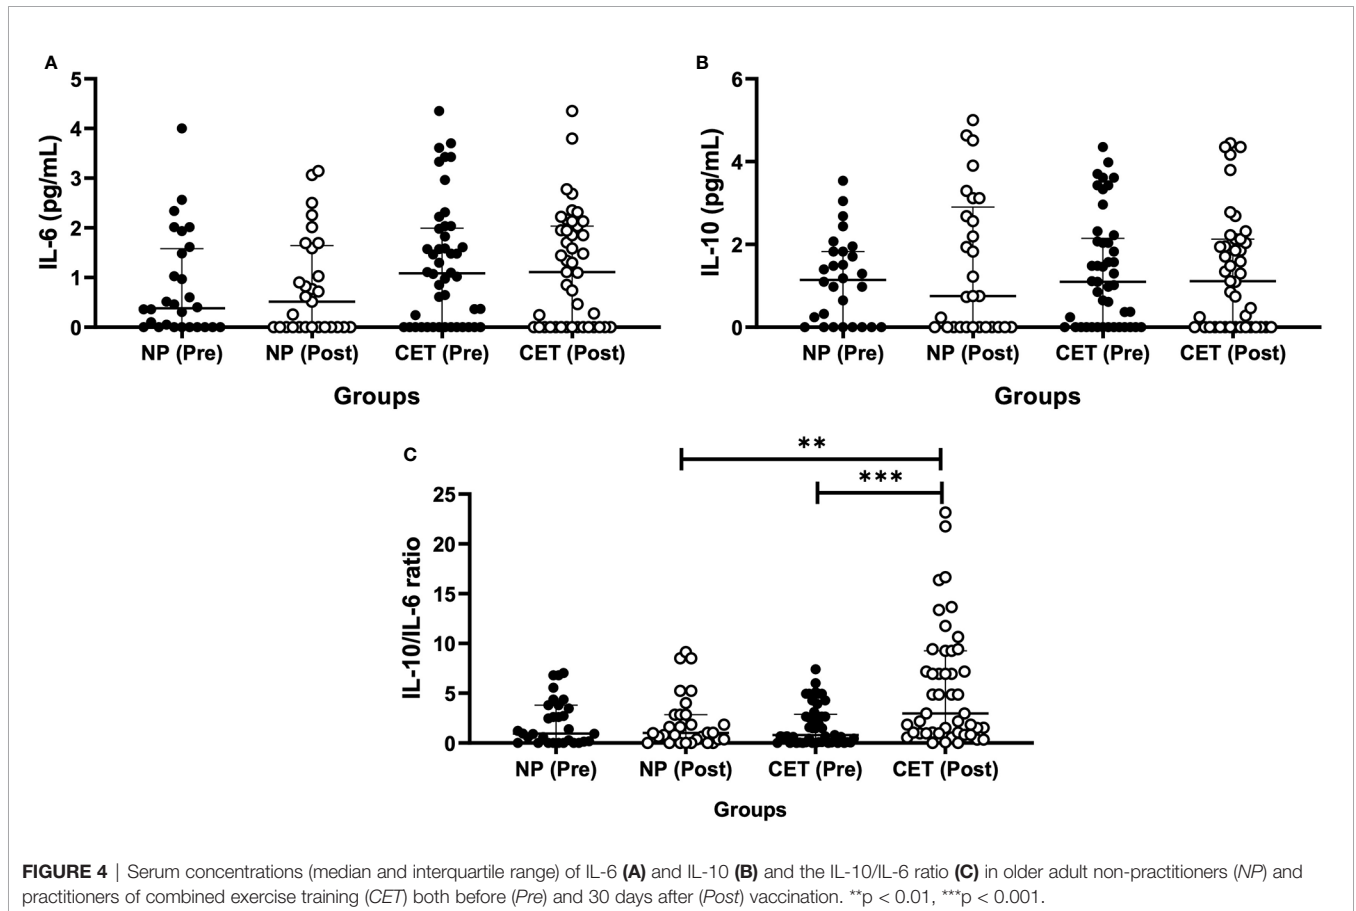 A
5
4
3
2
1
0
IL-6 (pg/mL)
NP (Pre) NP (Post) CET (Pre) CET (Post)
Groups
B
6
4
2
0
IL-10 (pg/mL)
NP (Pre) NP (Post) CET (Pre) CET (Post)
Groups
C
**
***
25
20
15
10
5
0
IL-10/IL-6 ratio
NP (Pre) NP (Post) CET (Pre) CET (Post)
Groups
FIGURE 4 | Serum concentrations (median and interquartile range) of IL-6 (A) and IL-10 (B) and the IL-10/IL-6 ratio (C) in older adult non-practitioners (NP) and
practitioners of combined exercise training (CET) both before (Pre) and 30 days after (Post) vaccination. **p < 0.01, ***p < 0.001.